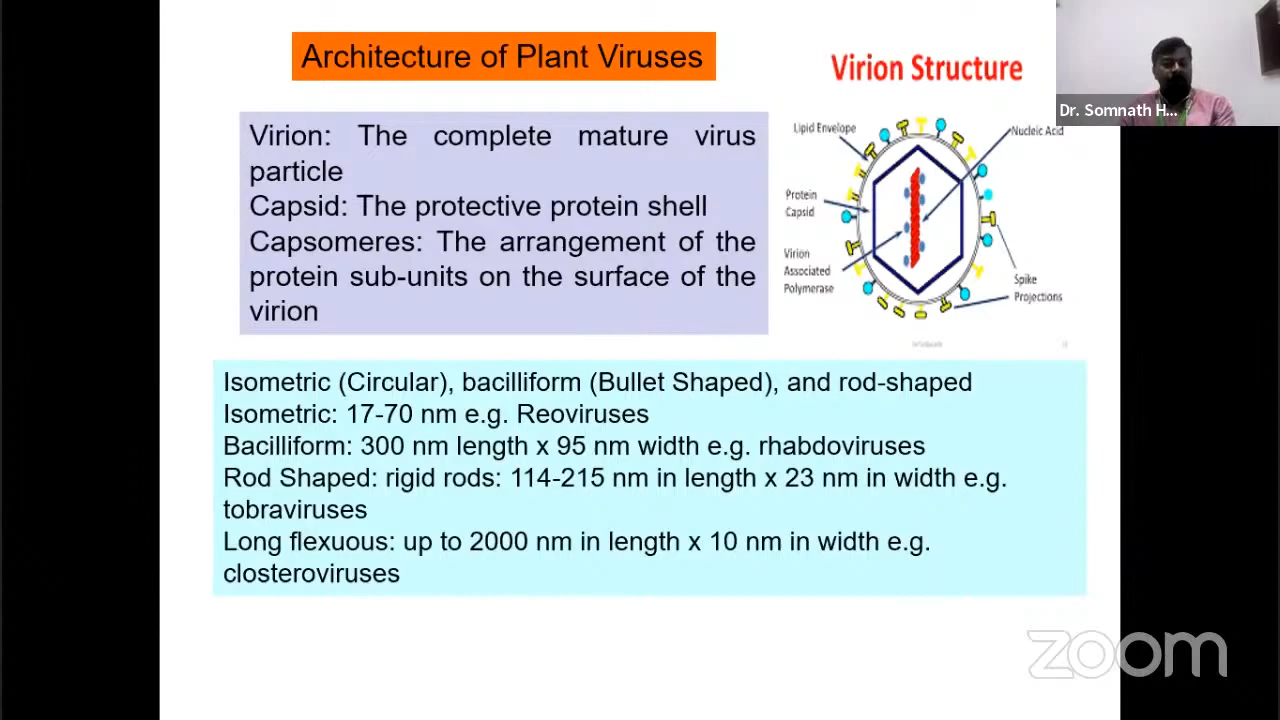 Architecture of Plant Viruses
Virion Structure
Dr. Somnath H...
Virion: The complete mature virus
particle
Capsid: The protective protein shell
Capsomeres: The arrangement of the
protein sub-units on the surface of the
virion
Lipid Envelope
Nucleic Acid
Protein
Capsid
Virion
Associated
Polymerase
Spike
Projections
Isometric (Circular), bacilliform (Bullet Shaped), and rod-shaped
Isometric: 17-70 nm e.g. Reoviruses
Bacilliform: 300 nm length x 95 nm width e.g. rhabdoviruses
Rod Shaped: rigid rods: 114-215 nm in length x 23 nm in width e.g.
tobraviruses
Long flexuous: up to 2000 nm in length x 10 nm in width e.g.
closteroviruses
zoom